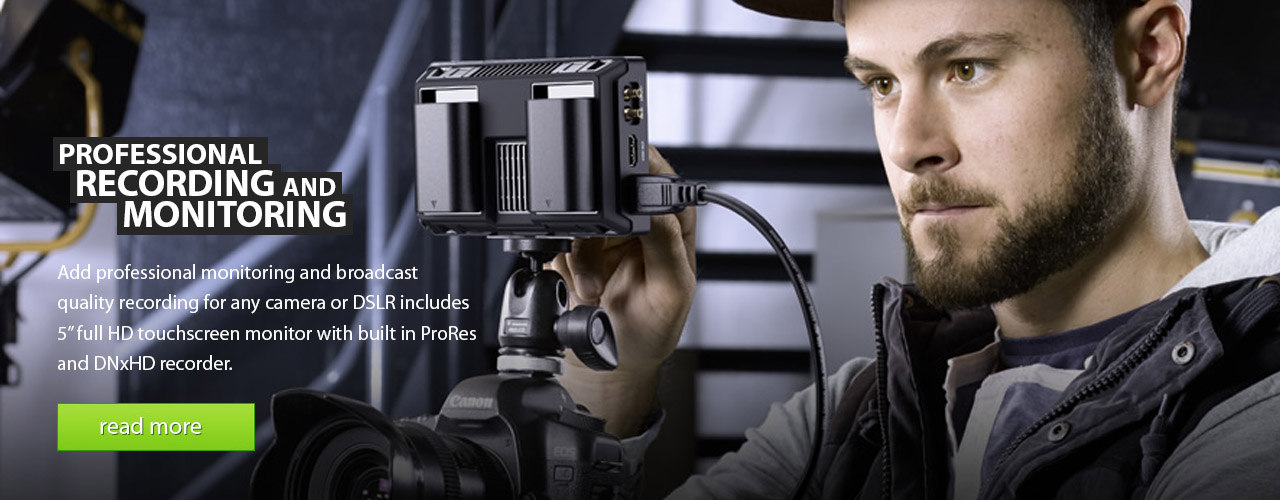 PROFESSIONAL
RECORDING AND
MONITORING
Add professional monitoring and broadcast
quality recording for any camera or DSLR includes
5” full HD touchscreen monitor with built in ProRes
and DNxHD recorder.
read more
Canon
EOS